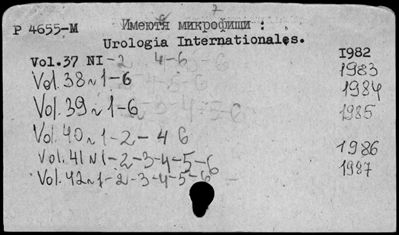 P 4655-М Имеются микрофиши :
Urologia Internationales.
Vol.37 NI-2 4-6 -6 I982
Vol. 38 N 1-6 1983
1984
Vol. 39 N 1-6 1985
Vol. 40 N 1-2- 4 6
Vol. 41 N 1-2-3-4-5-6 1986
Vol. 42 N 1-2-3-4-5-6 1987